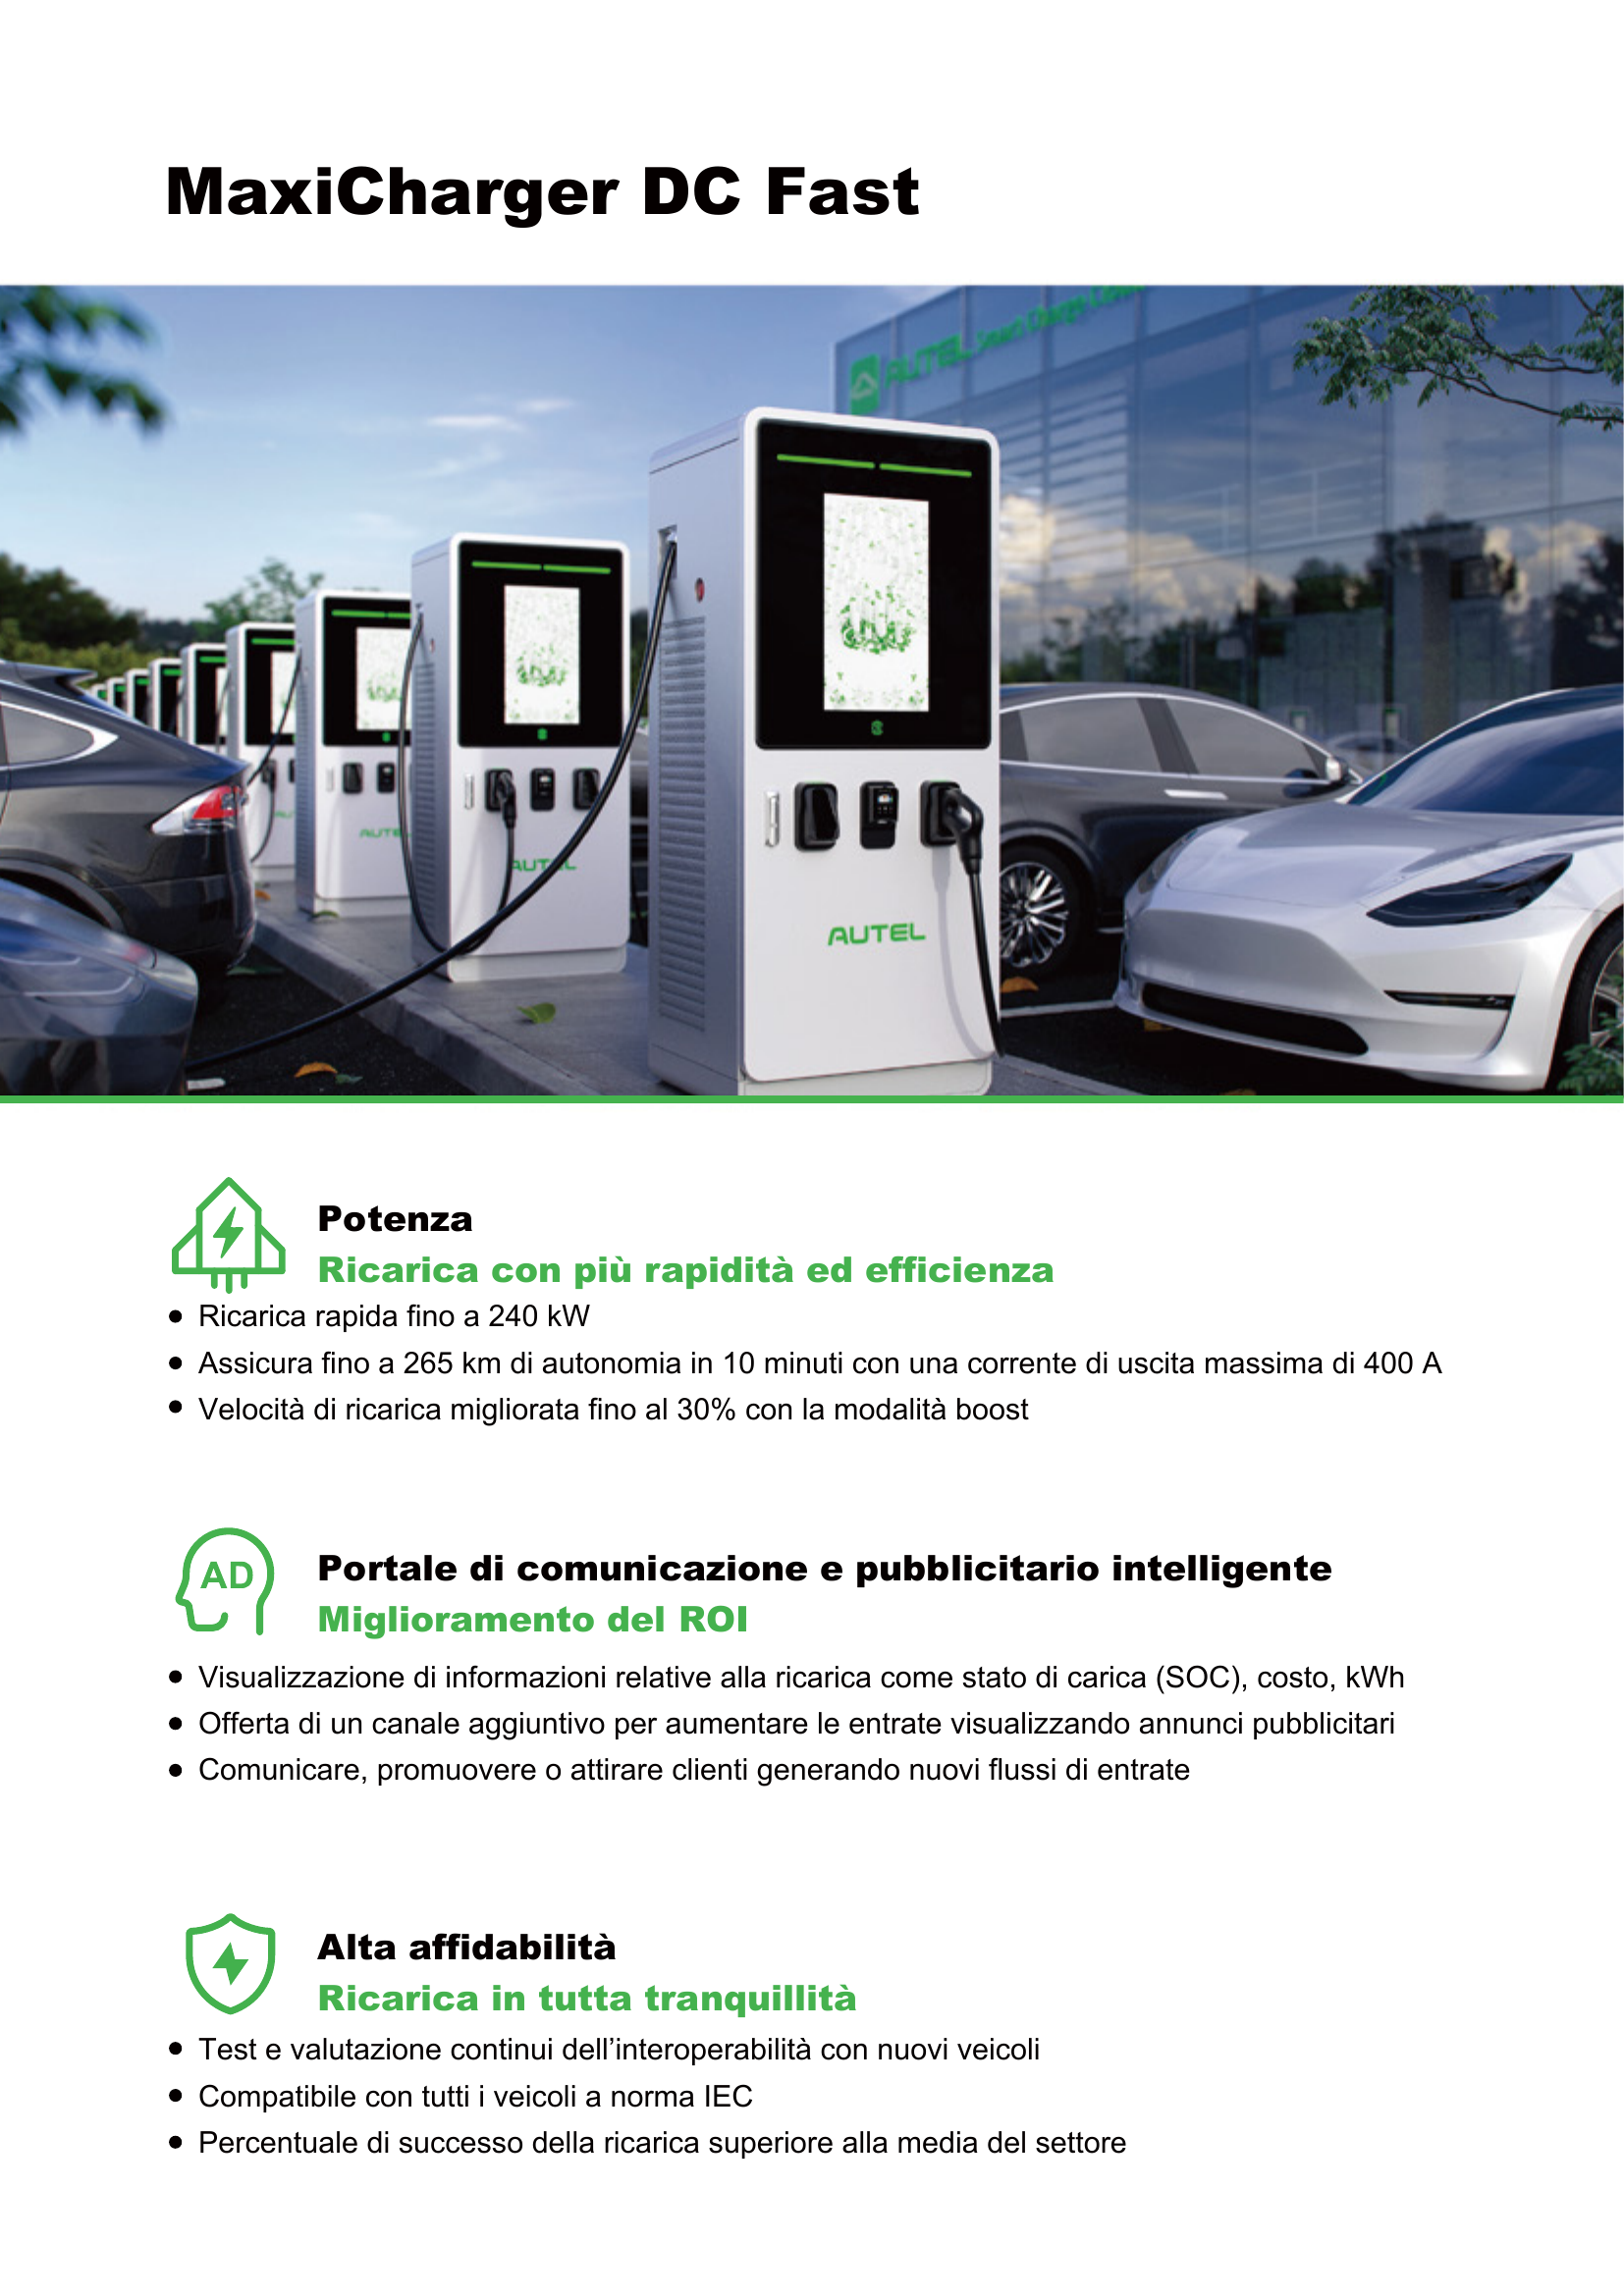 MaxiCharger DC Fast
AUTEL Smart Charge
AUTEL
AUTEL
AUTEL
Potenza
Ricarica con più rapidità ed efficienza
Ricarica rapida fino a 240 kW
Assicura fino a 265 km di autonomia in 10 minuti con una corrente di uscita massima di 400 A
Velocità di ricarica migliorata fino al 30% con la modalità boost
AD
Portale di comunicazione e pubblicitario intelligente
Miglioramento del ROI
Visualizzazione di informazioni relative alla ricarica come stato di carica (SOC), costo, kWh
Offerta di un canale aggiuntivo per aumentare le entrate visualizzando annunci pubblicitari
Comunicare, promuovere o attirare clienti generando nuovi flussi di entrate
Alta affidabilità
Ricarica in tutta tranquillità
Test e valutazione continui dell’interoperabilità con nuovi veicoli
Compatibile con tutti i veicoli a norma IEC
Percentuale di successo della ricarica superiore alla media del settore